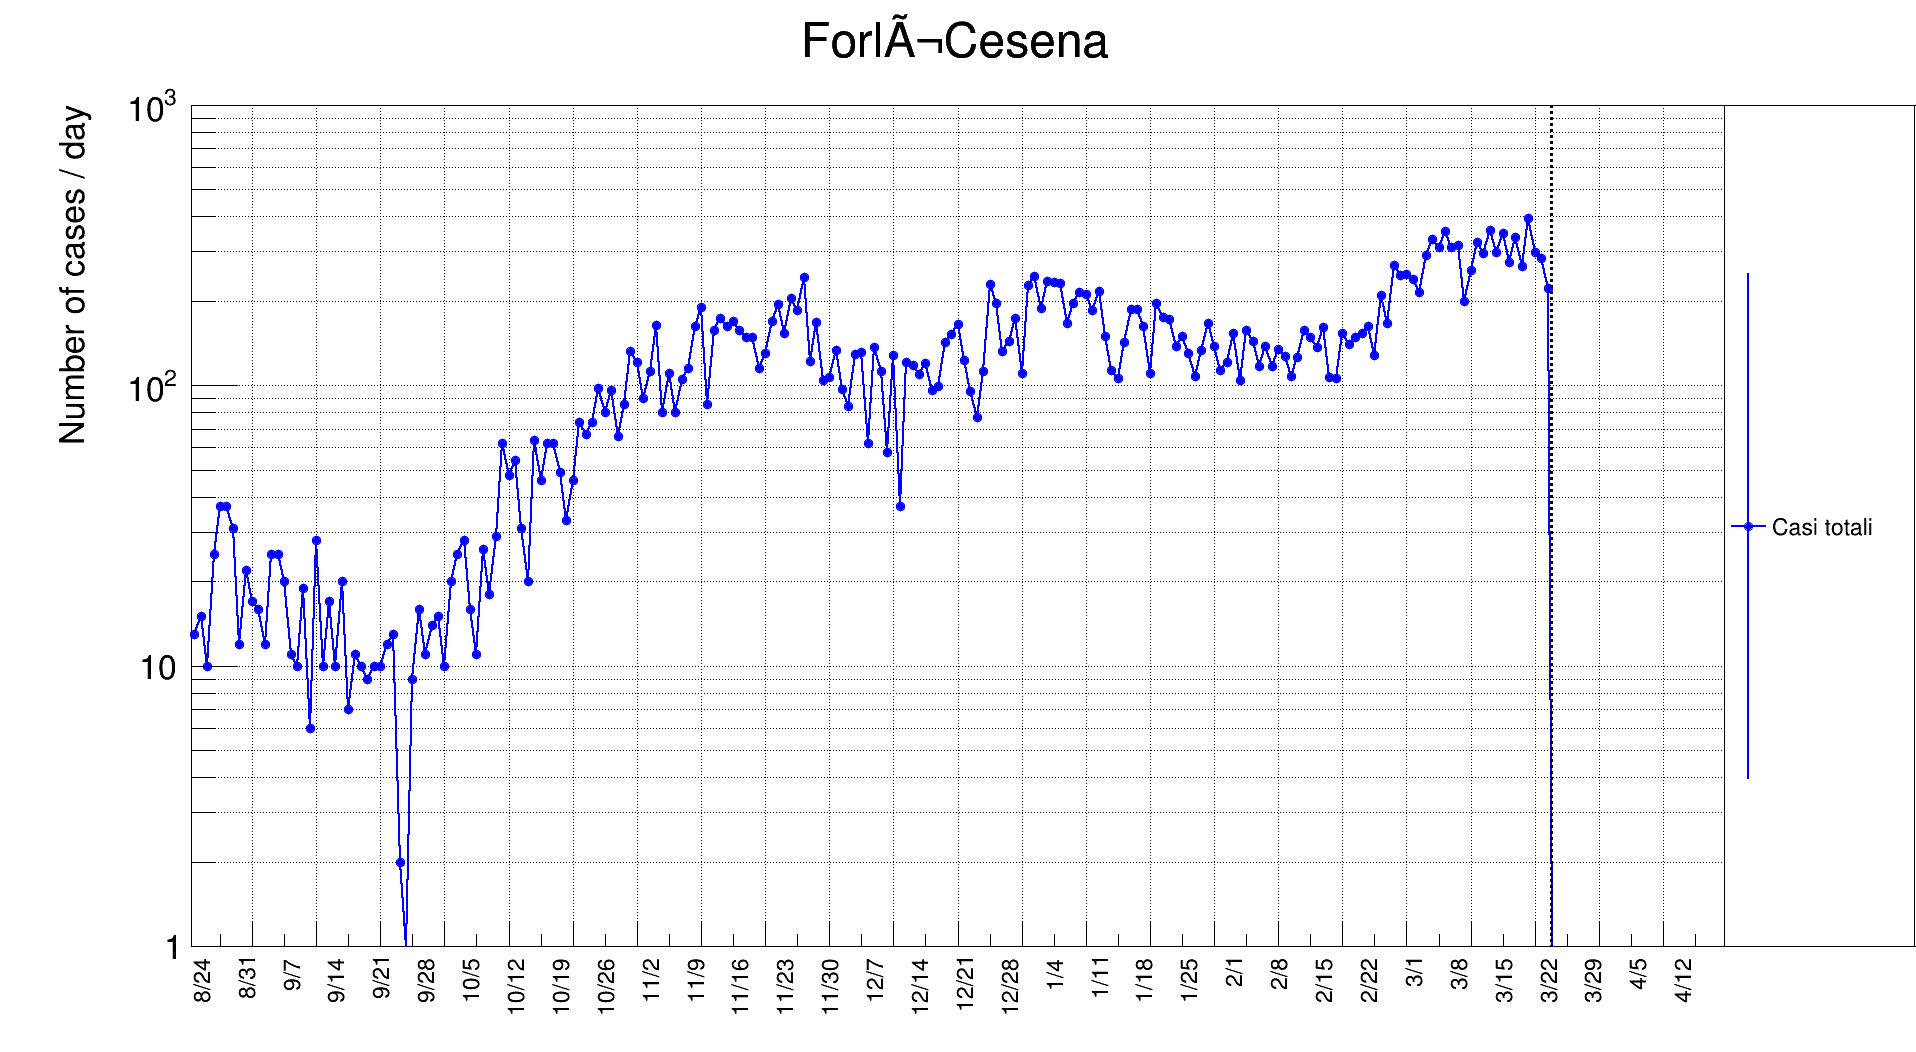 ForlÃ¬Cesena
Number of cases / day
10³
10²
10
1
8/24 8/31 9/7 9/14 9/21 9/28 10/5 10/12 10/19 10/26 11/2 11/9 11/16 11/23 11/30 12/7 12/14 12/21 12/28 1/4 1/11 1/18 1/25 2/1 2/8 2/15 2/22 3/1 3/8 3/15 3/22 3/29 4/5 4/12
Casi totali